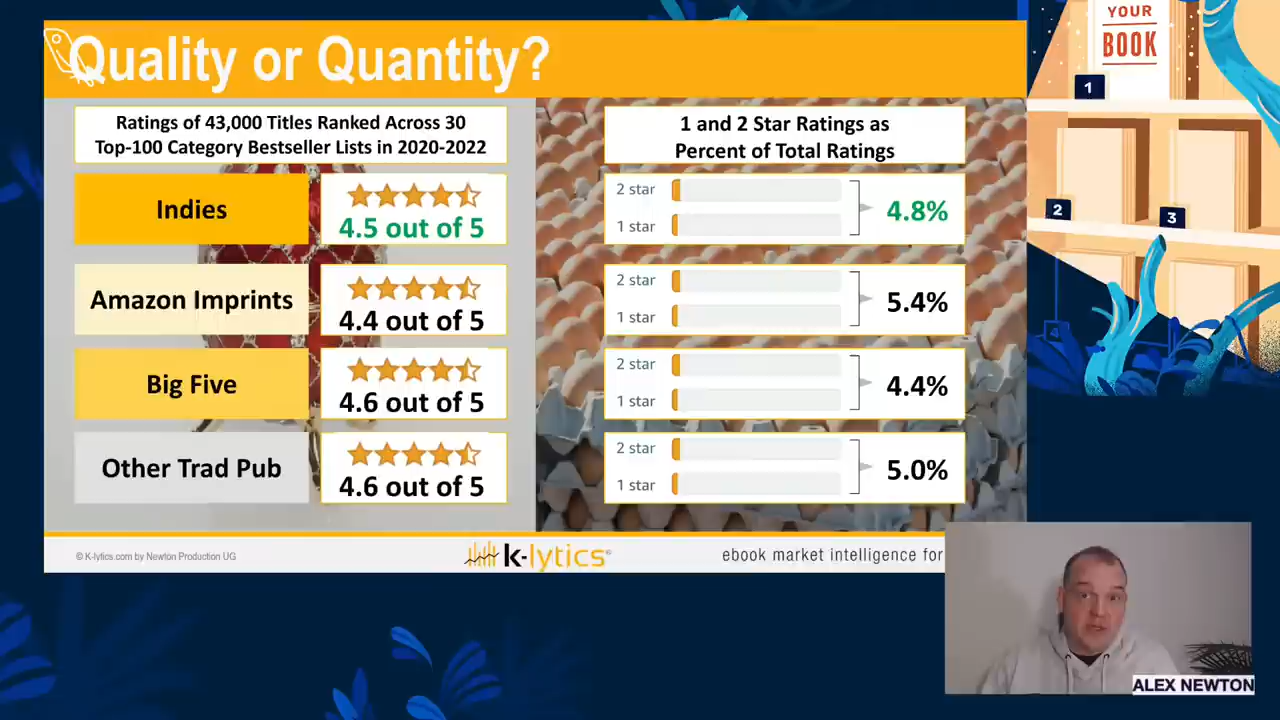 Quality or Quantity?
Ratings of 43,000 Titles Ranked Across 30
Top-100 Category Bestseller Lists in 2020-2022
1 and 2 Star Ratings as
Percent of Total Ratings
Indies
4.5 out of 5
2 star
1 star
4.8%
Amazon Imprints
4.4 out of 5
2 star
1 star
5.4%
Big Five
4.6 out of 5
2 star
1 star
4.4%
Other Trad Pub
4.6 out of 5
2 star
1 star
5.0%
© K-lytics.com by Newton Production UG
k-lytics®
ebook market intelligence for
YOUR
BOOK
1
2
3
4
ALEX NEWTON